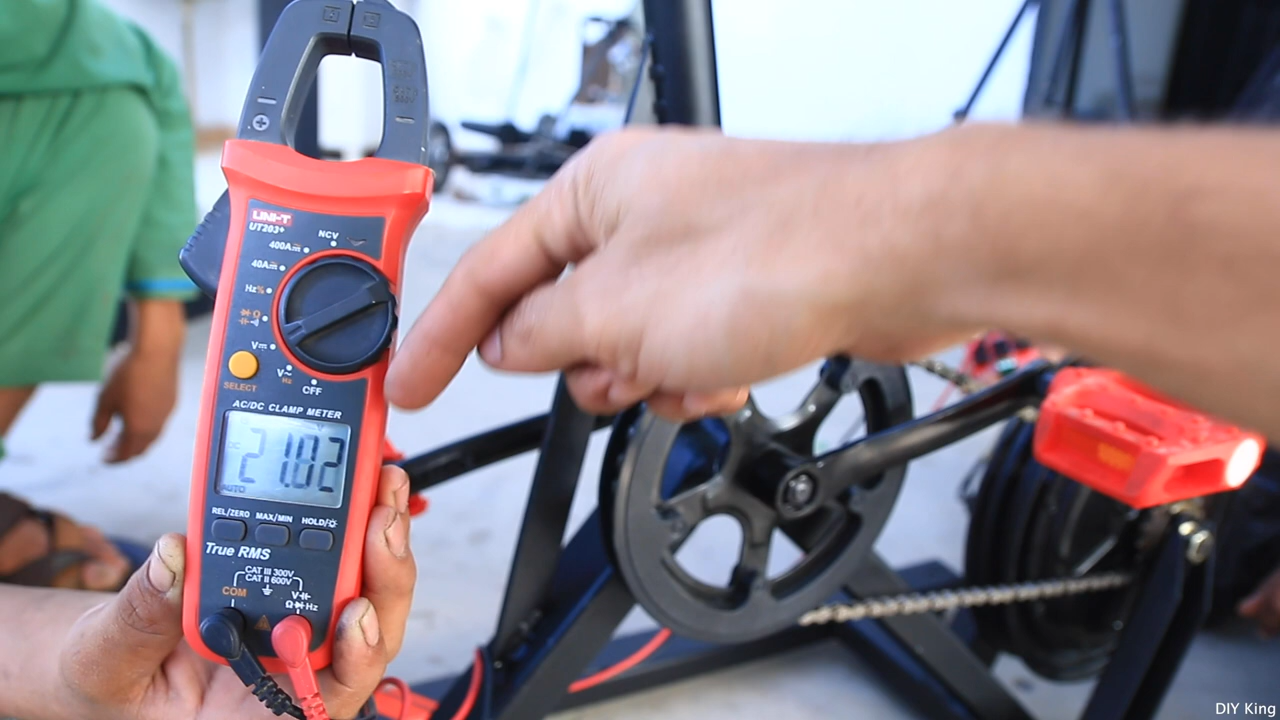 UNI-T
UT203+
NCV
400A
40A
Hz%
Ω
V
SELECT
V~
Hz
OFF
AC/DC CLAMP METER
V
DC
21.02
AUTO
REL/ZERO MAX/MIN HOLD/
True RMS
CAT III 300V
CAT II 600V
COM
V
Ω Hz
DIY King